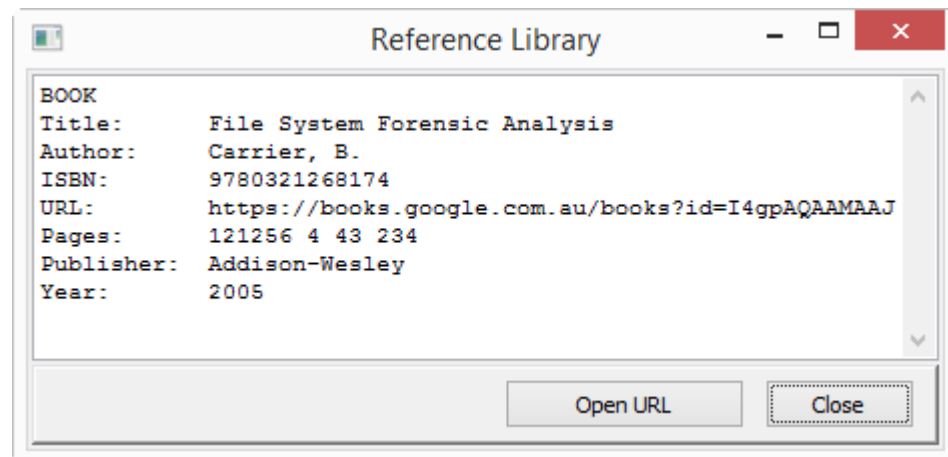 Reference Library
BOOK
Title: File System Forensic Analysis
Author: Carrier, B.
ISBN: 9780321268174
URL: https://books.google.com.au/books?id=I4gpAQAAMAAJ
Pages: 121256 4 43 234
Publisher: Addison-Wesley
Year: 2005
Open URL Close